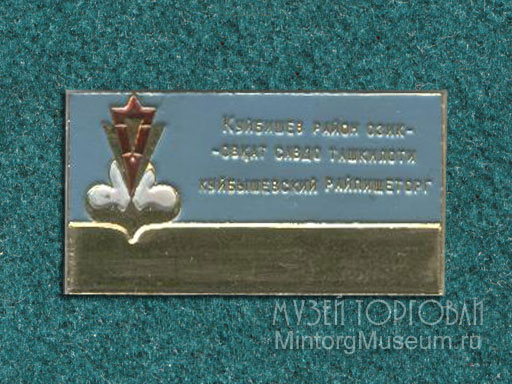 Куйбишев район озик-
-овқат савдо ташкилоти
куйбышевский Райпищеторг
МУЗЕЙ ТОРГОВЛИ
MintorgMuseum.ru